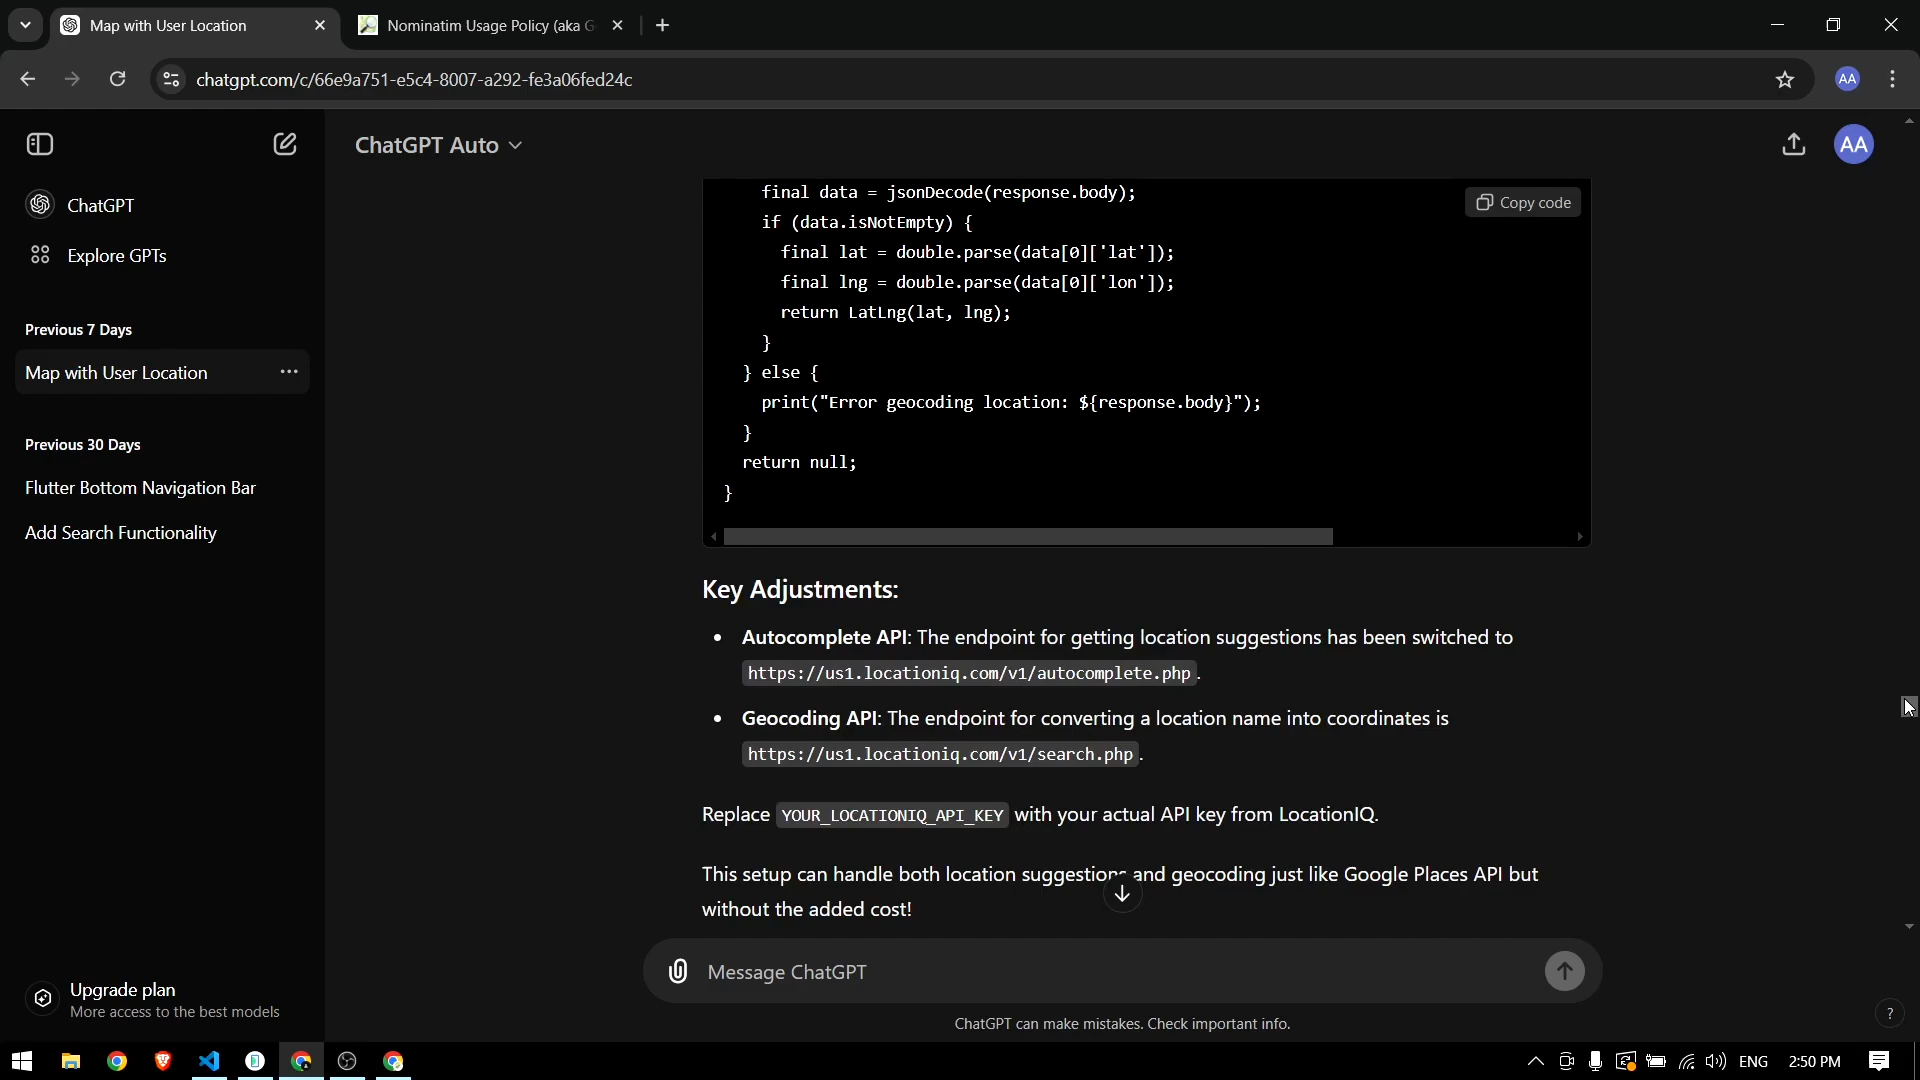 Map with User Location
Nominatim Usage Policy (aka G
chatgpt.com/c/66e9a751-e5c4-8007-a292-fe3a06fed24c
AA
ChatGPT Auto
AA
ChatGPT
Explore GPTs
Previous 7 Days
Map with User Location
Previous 30 Days
Flutter Bottom Navigation Bar
Add Search Functionality
Copy code
final data = jsonDecode(response.body);
if (data.isNotEmpty) {
final lat = double.parse(data[0]['lat']);
final lng = double.parse(data[0]['lon']);
return LatLng(lat, lng);
}
} else {
print("Error geocoding location: ${response.body}");
}
return null;
}
Key Adjustments:
• Autocomplete API: The endpoint for getting location suggestions has been switched to
https://us1.locationiq.com/v1/autocomplete.php.
• Geocoding API: The endpoint for converting a location name into coordinates is
https://us1.locationiq.com/v1/search.php.
Replace YOUR_LOCATIONIQ_API_KEY with your actual API key from LocationIQ.
This setup can handle both location suggestions and geocoding just like Google Places API but
without the added cost!
Message ChatGPT
ChatGPT can make mistakes. Check important info.
?
Upgrade plan
More access to the best models
ENG
2:50 PM